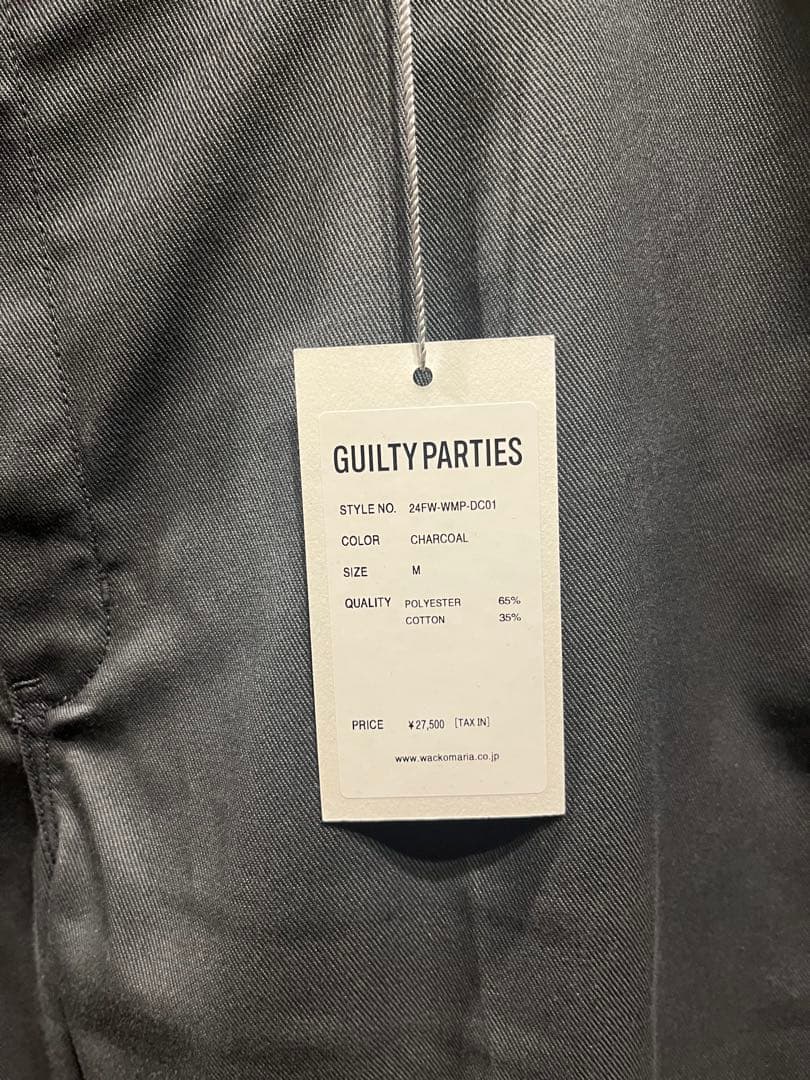 GUILTY PARTIES
STYLE NO. 24FW-WMP-DC01
COLOR CHARCOAL
SIZE M
QUALITY POLYESTER 65%
COTTON 35%
PRICE ¥27,500 [TAX IN]
www.wackomaria.co.jp